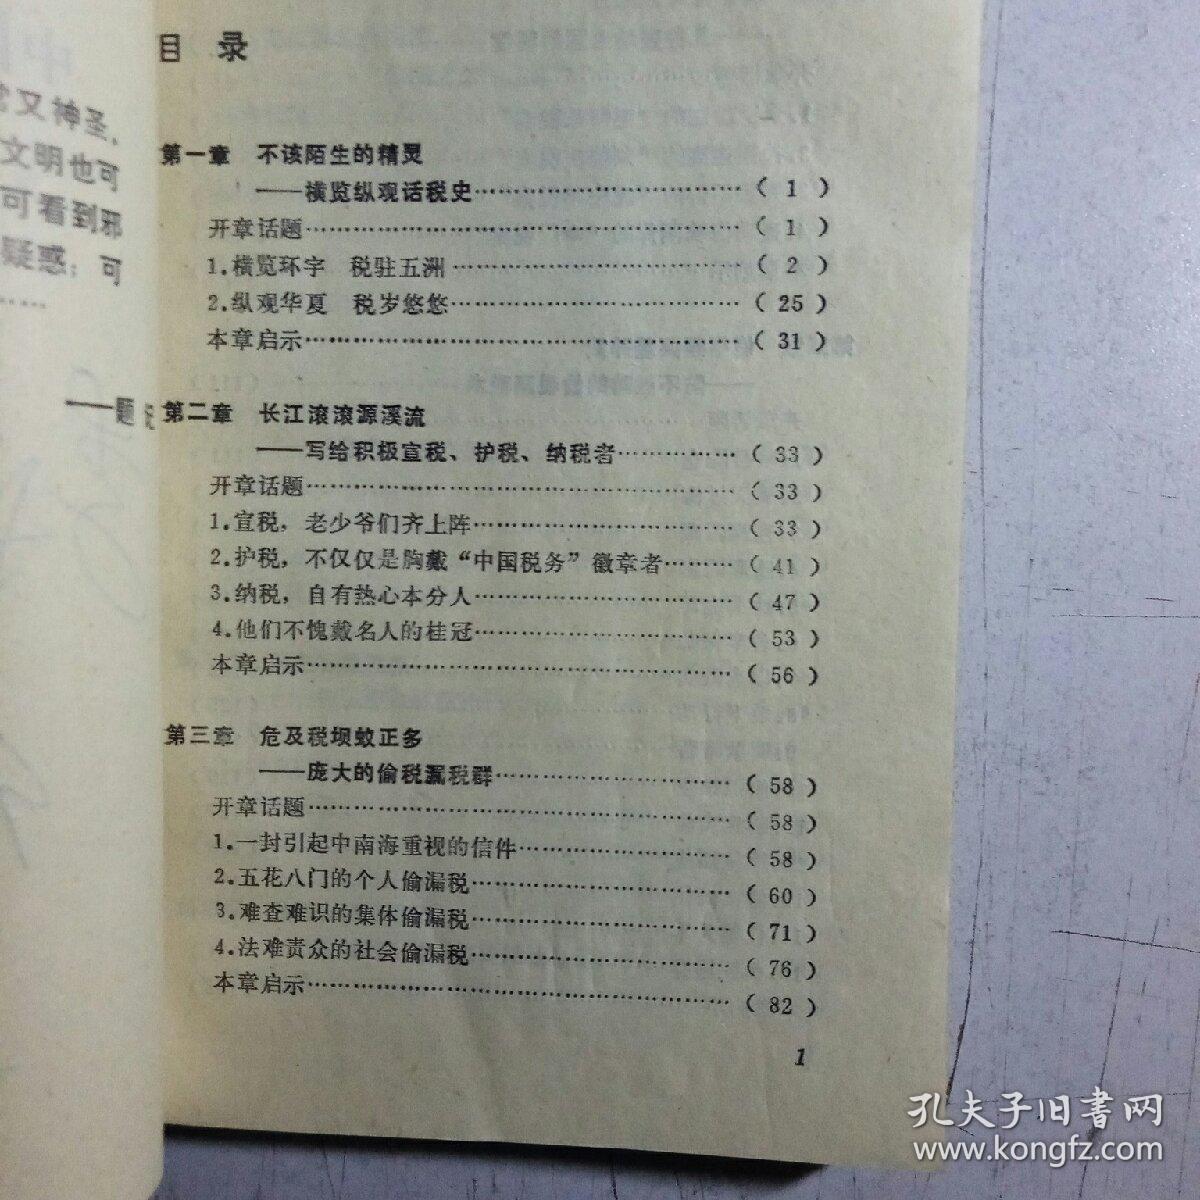 又神圣，
文明也可
可看到邪
疑惑；可
……
——题
目 录
第一章　不该陌生的精灵
——横览纵观话税史……………………………（ 1 ）
开章话题………………………………………………（ 1 ）
1.横览环宇　税驻五洲………………………………（ 2 ）
2.纵观华夏　税岁悠悠………………………………（ 25 ）
本章启示………………………………………………（ 31 ）
第二章　长江滚滚源溪流
——写给积极宣税、护税、纳税者……………（ 33 ）
开章话题………………………………………………（ 33 ）
1.宣税，老少爷们齐上阵……………………………（ 33 ）
2.护税，不仅仅是胸戴“中国税务”徽章者………（ 41 ）
3.纳税，自有热心本分人……………………………（ 47 ）
4.他们不愧戴名人的桂冠……………………………（ 53 ）
本章启示………………………………………………（ 56 ）
第三章　危及税坝蚁正多
——庞大的偷税漏税群…………………………（ 58 ）
开章话题………………………………………………（ 58 ）
1.一封引起中南海重视的信件………………………（ 58 ）
2.五花八门的个人偷漏税……………………………（ 60 ）
3.难查难识的集体偷漏税……………………………（ 71 ）
4.法难责众的社会偷漏税……………………………（ 76 ）
本章启示………………………………………………（ 82 ）
1
孔夫子旧书网
www.kongfz.com